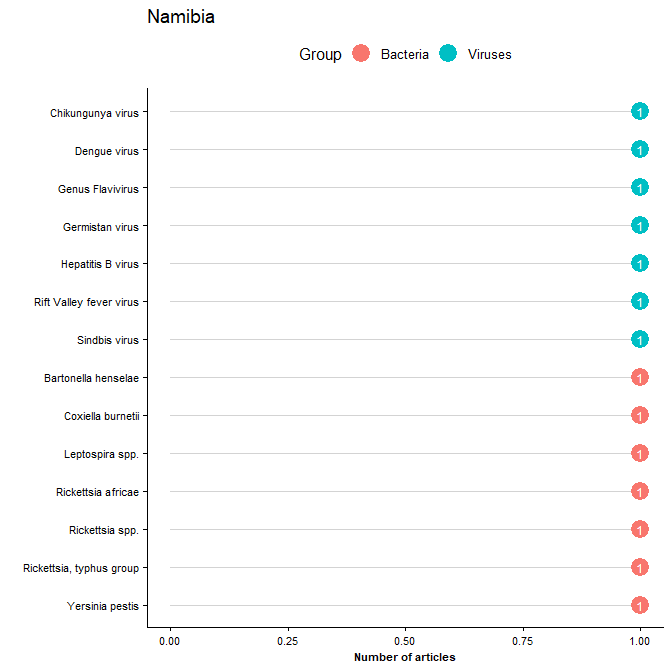 Namibia
Group Bacteria Viruses
Chikungunya virus 1
Dengue virus 1
Genus Flavivirus 1
Germistan virus 1
Hepatitis B virus 1
Rift Valley fever virus 1
Sindbis virus 1
Bartonella henselae 1
Coxiella burnetii 1
Leptospira spp. 1
Rickettsia africae 1
Rickettsia spp. 1
Rickettsia, typhus group 1
Yersinia pestis 1
0.00 0.25 0.50 0.75 1.00
Number of articles